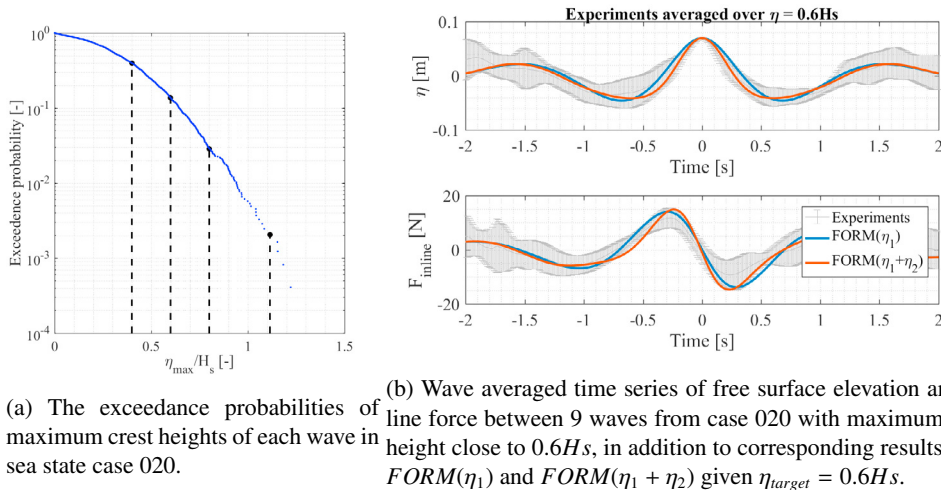 10^0
10^-1
10^-2
10^-3
10^-4
Exceedence probability [-]
0
0.5
1
1.5
η_max/H_s [-]
(a) The exceedance probabilities of
maximum crest heights of each wave in
sea state case 020.
Experiments averaged over η = 0.6Hs
0.1
0
-0.1
η [m]
-2 -1.5 -1 -0.5 0 0.5 1 1.5 2
Time [s]
20
0
-20
F_inline [N]
Experiments
FORM(η_1)
FORM(η_1+η_2)
-2 -1.5 -1 -0.5 0 0.5 1 1.5 2
Time [s]
(b) Wave averaged time series of free surface elevation an
line force between 9 waves from case 020 with maximum
height close to 0.6Hs, in addition to corresponding results
FORM(η_1) and FORM(η_1 + η_2) given η_target = 0.6Hs.